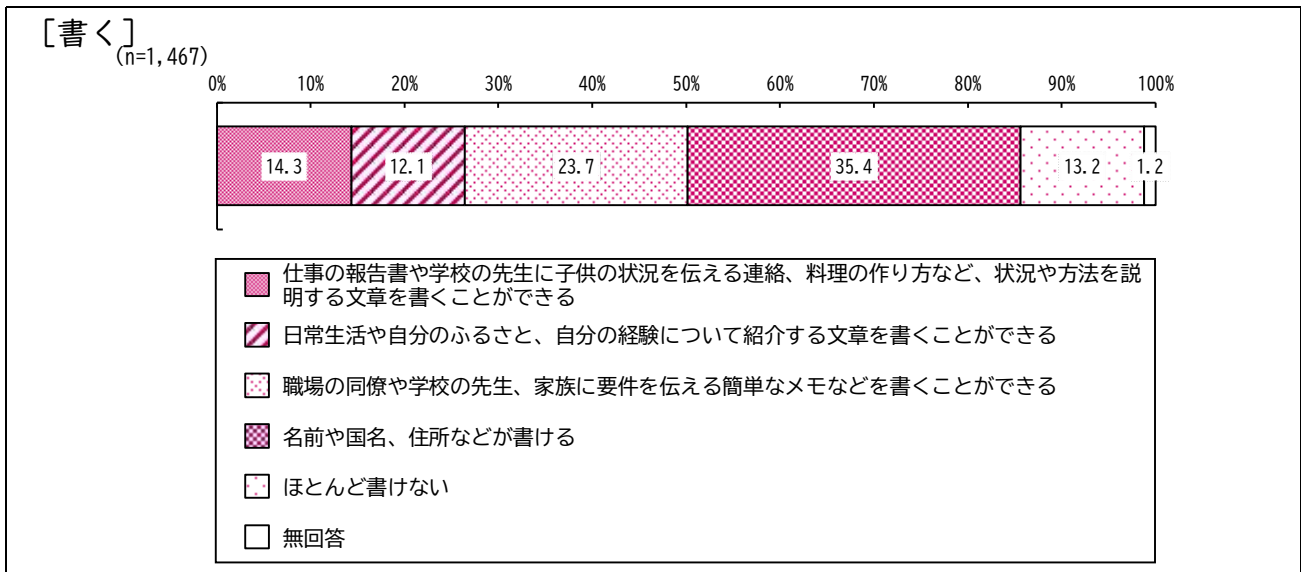 [書く]
(n=1,467)
0% 10% 20% 30% 40% 50% 60% 70% 80% 90% 100%
14.3 12.1 23.7 35.4 13.2 1.2
仕事の報告書や学校の先生に子供の状況を伝える連絡、料理の作り方など、状況や方法を説
明する文章を書くことができる
日常生活や自分のふるさと、自分の経験について紹介する文章を書くことができる
職場の同僚や学校の先生、家族に要件を伝える簡単なメモなどを書くことができる
名前や国名、住所などが書ける
ほとんど書けない
無回答